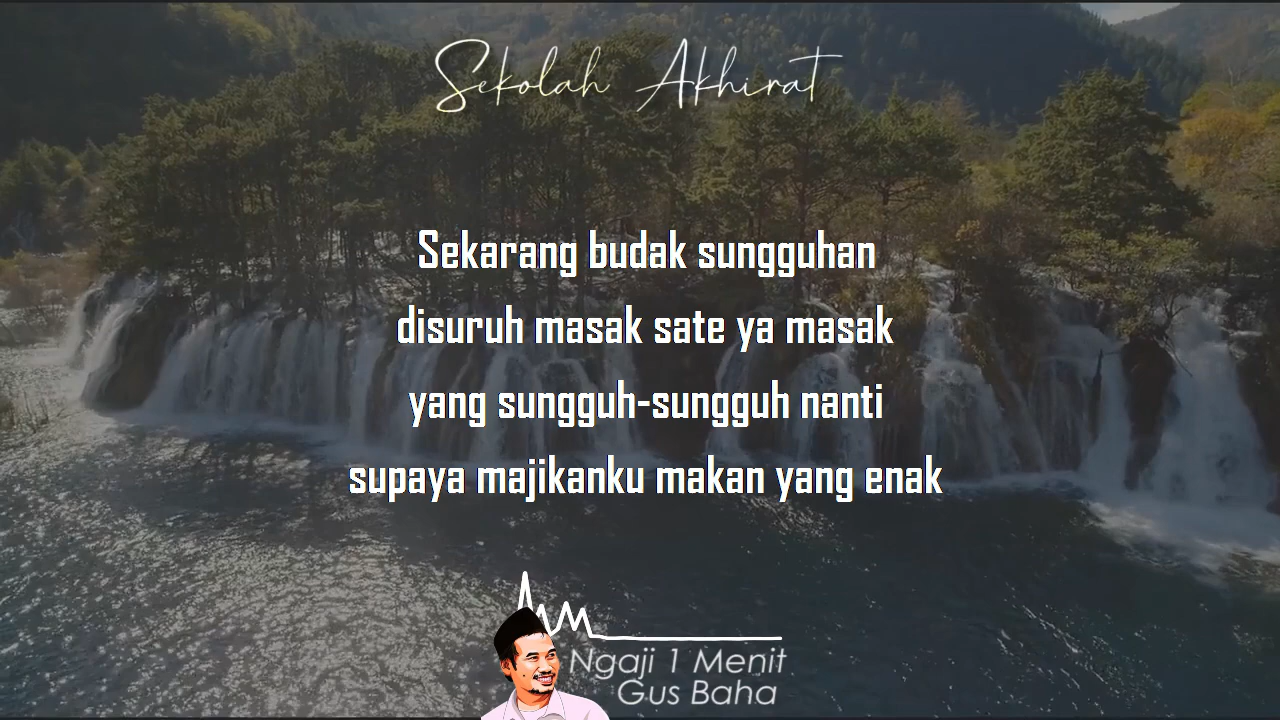 Sekolah Akhirat
Sekarang budak sungguhan
disuruh masak sate ya masak
yang sungguh-sungguh nanti
supaya majikanku makan yang enak
Ngaji 1 Menit
Gus Baha